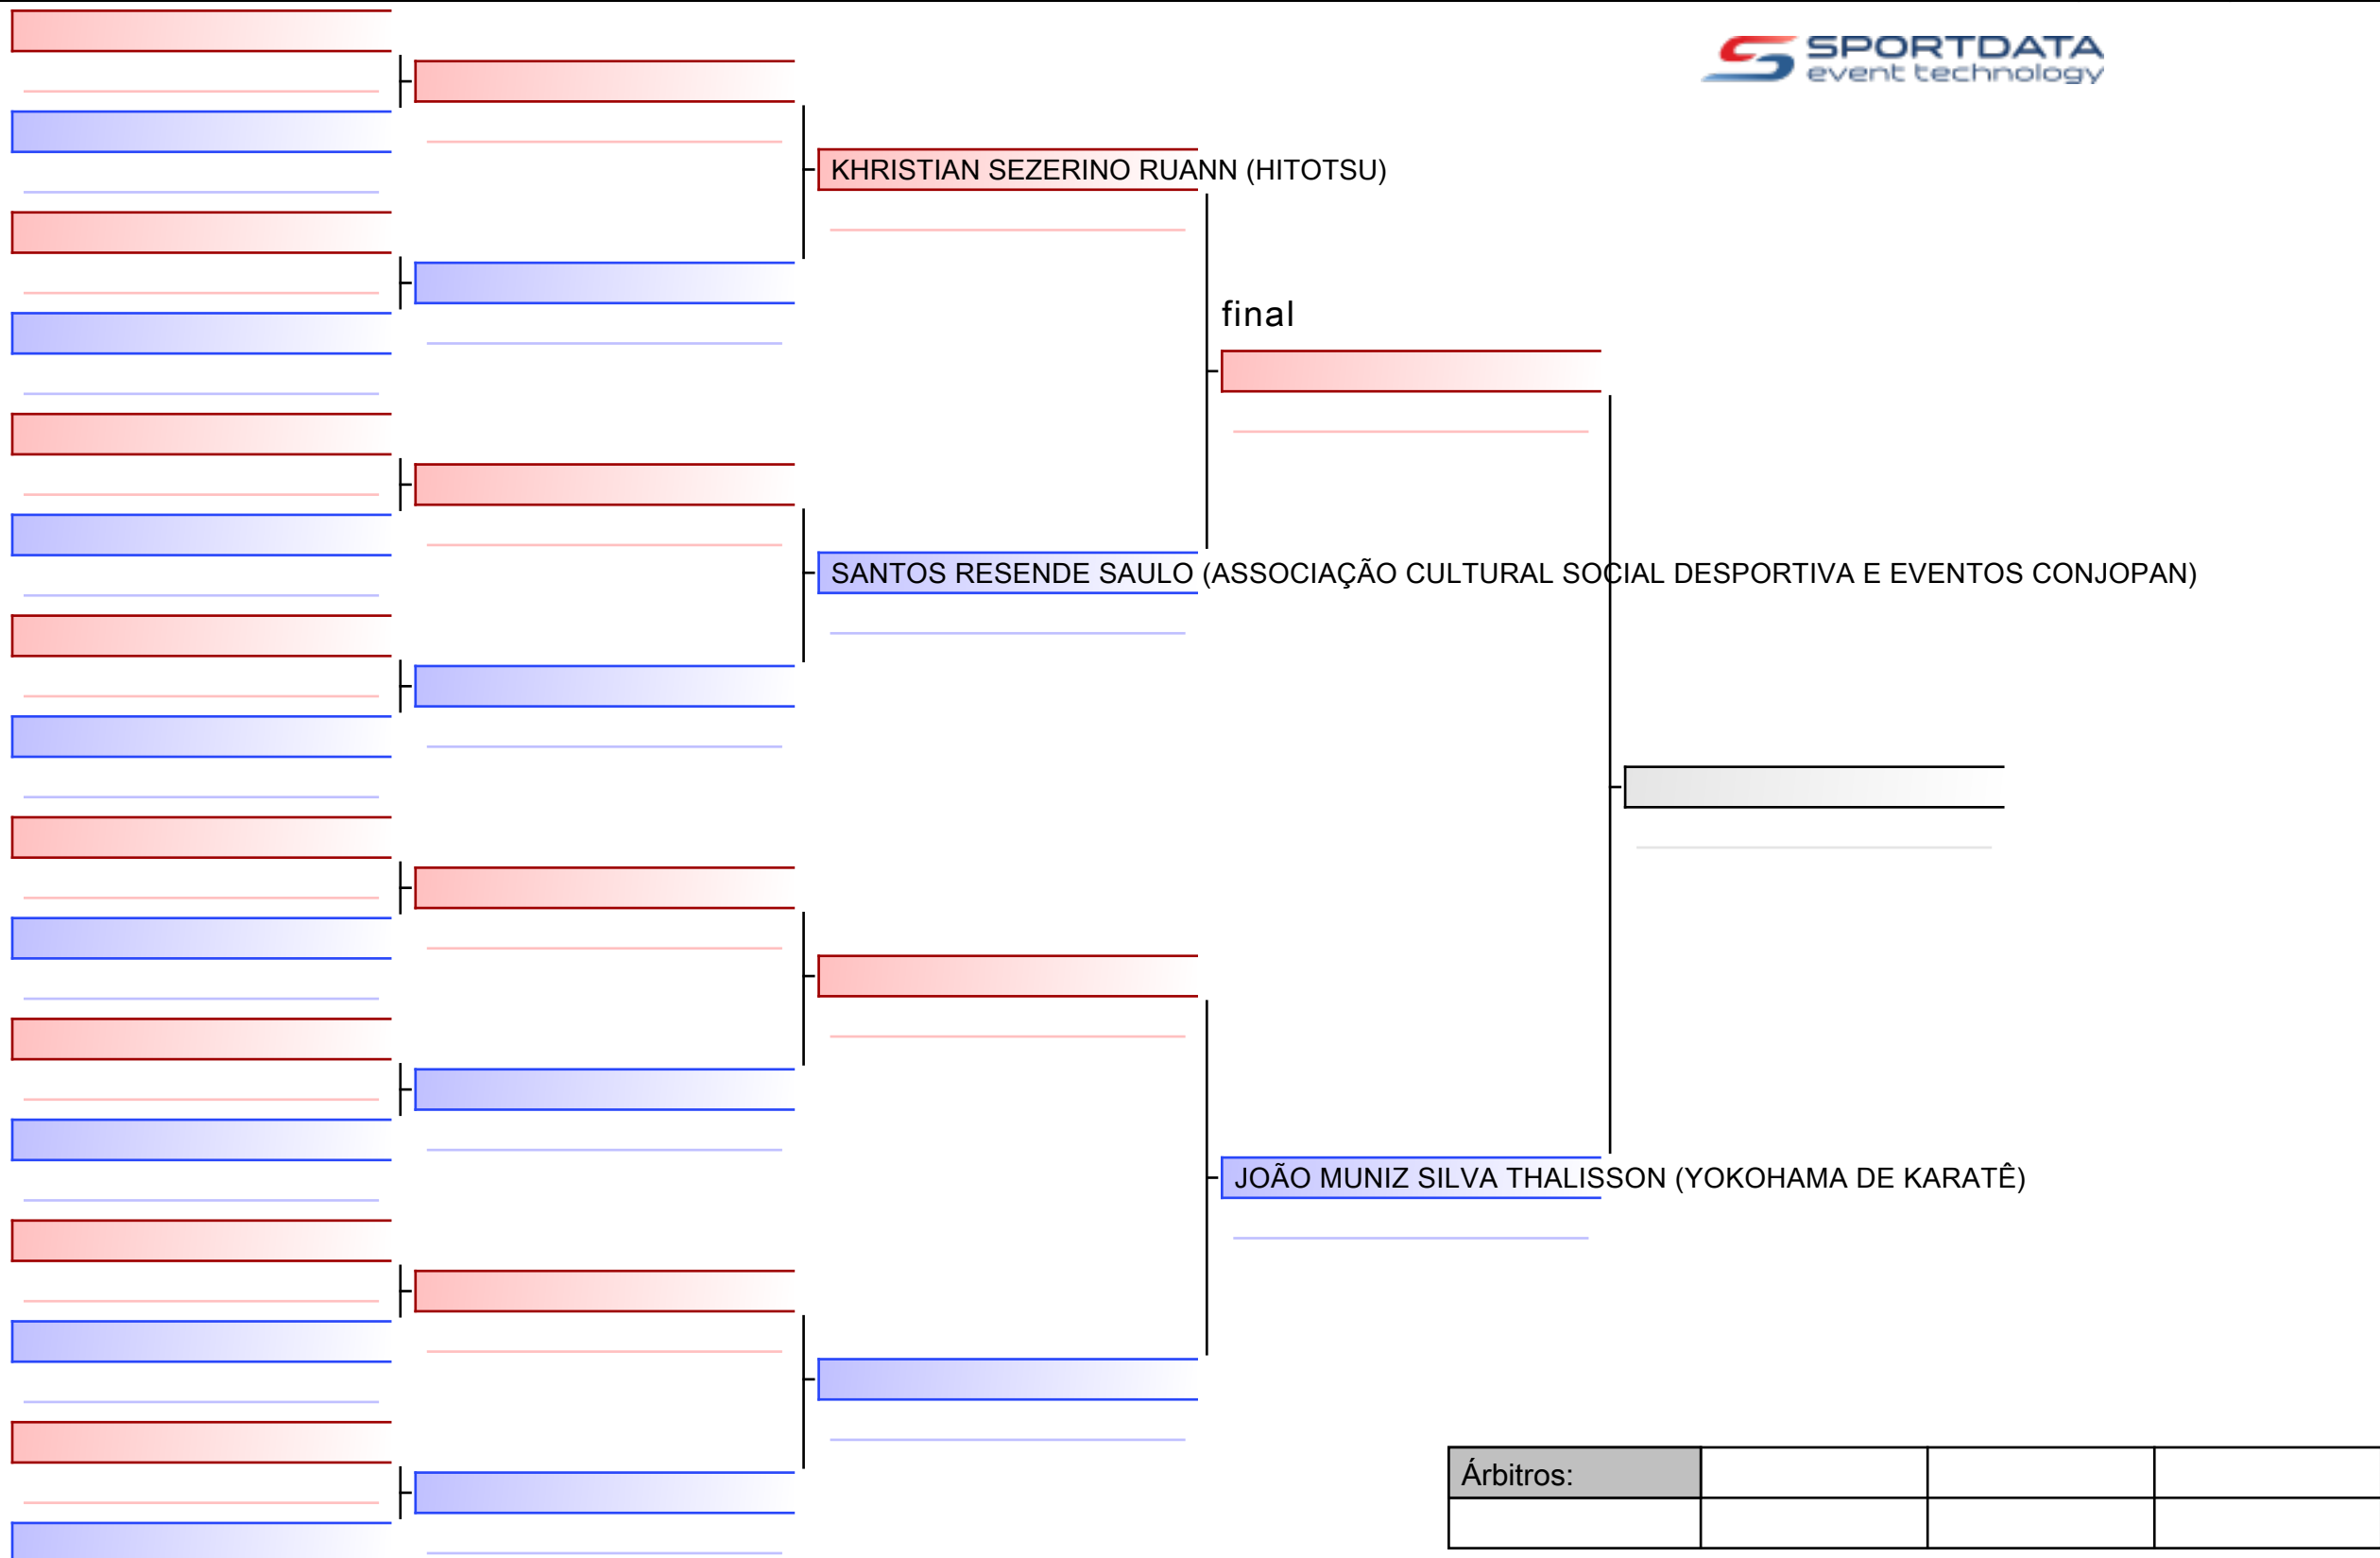 SPORTDATA
event technology
KHRISTIAN SEZERINO RUANN (HITOTSU)
final
SANTOS RESENDE SAULO (ASSOCIAÇÃO CULTURAL SOCIAL DESPORTIVA E EVENTOS CONJOPAN)
JOÃO MUNIZ SILVA THALISSON (YOKOHAMA DE KARATÊ)
Árbitros: